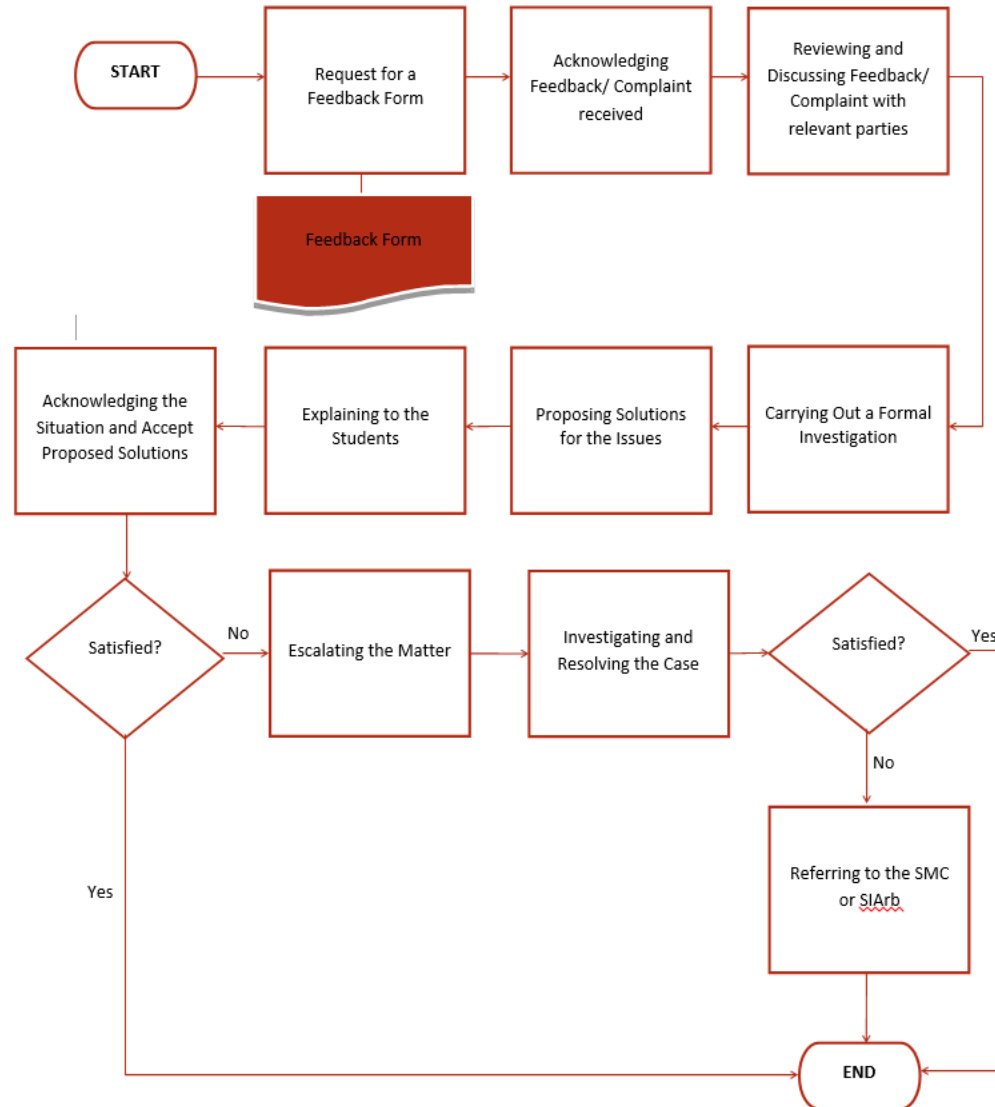 START
Request for a
Feedback Form
Acknowledging
Feedback/ Complaint
received
Reviewing and
Discussing Feedback/
Complaint with
relevant parties
Feedback Form
Acknowledging the
Situation and Accept
Proposed Solutions
Explaining to the
Students
Proposing Solutions
for the Issues
Carrying Out a Formal
Investigation
Satisfied?
No
Escalating the Matter
Investigating and
Resolving the Case
Satisfied?
Yes
No
Yes
Referring to the SMC
or SIArb
END